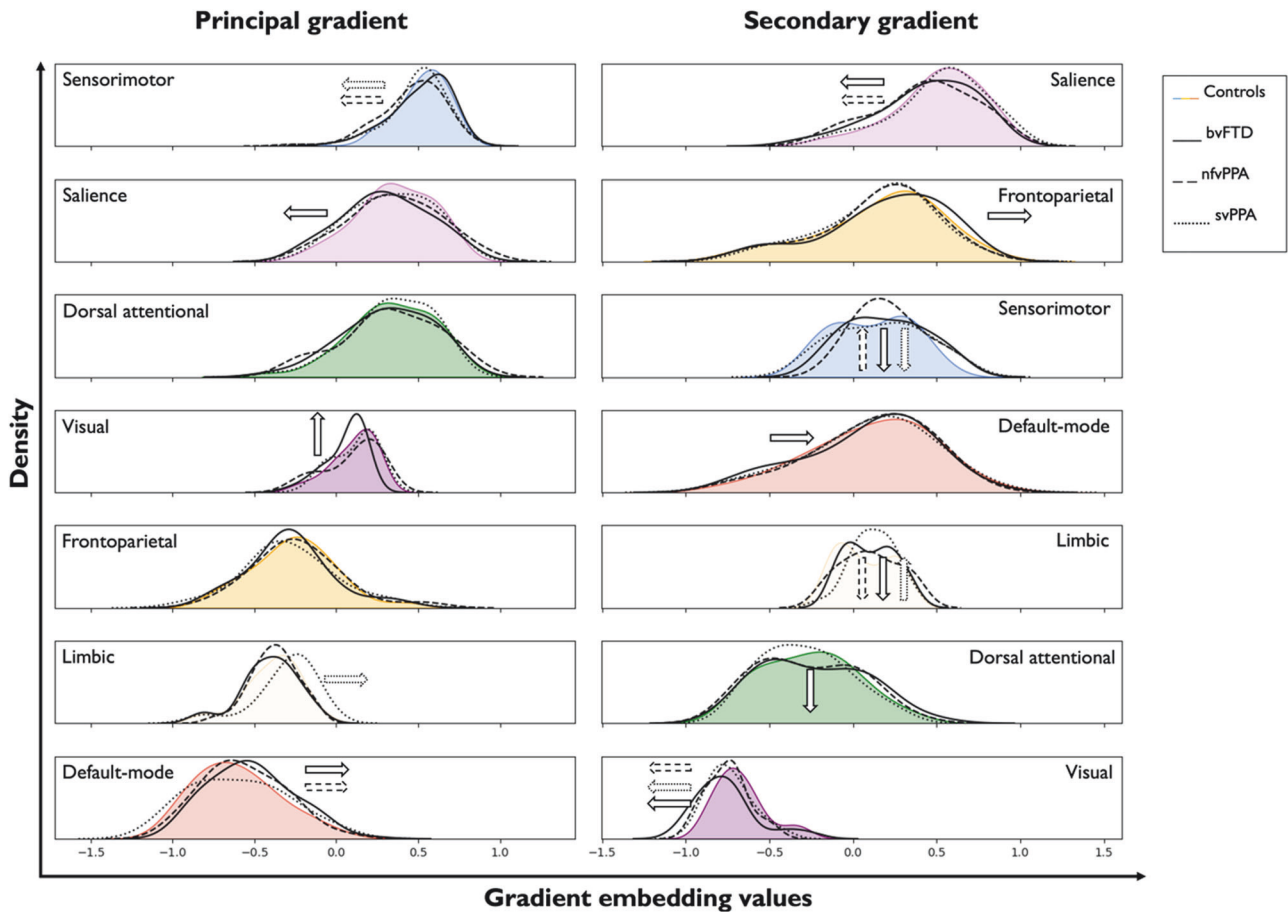 Principal gradient
Secondary gradient
Sensorimotor
Salience
Controls
bvFTD
nfvPPA
svPPA
Salience
Frontoparietal
Dorsal attentional
Sensorimotor
Visual
Default-mode
Frontoparietal
Limbic
Limbic
Dorsal attentional
Default-mode
Visual
−1.5 −1.0 −0.5 0.0 0.5 1.0
−1.5 −1.0 −0.5 0.0 0.5 1.0 1.5
Density
Gradient embedding values